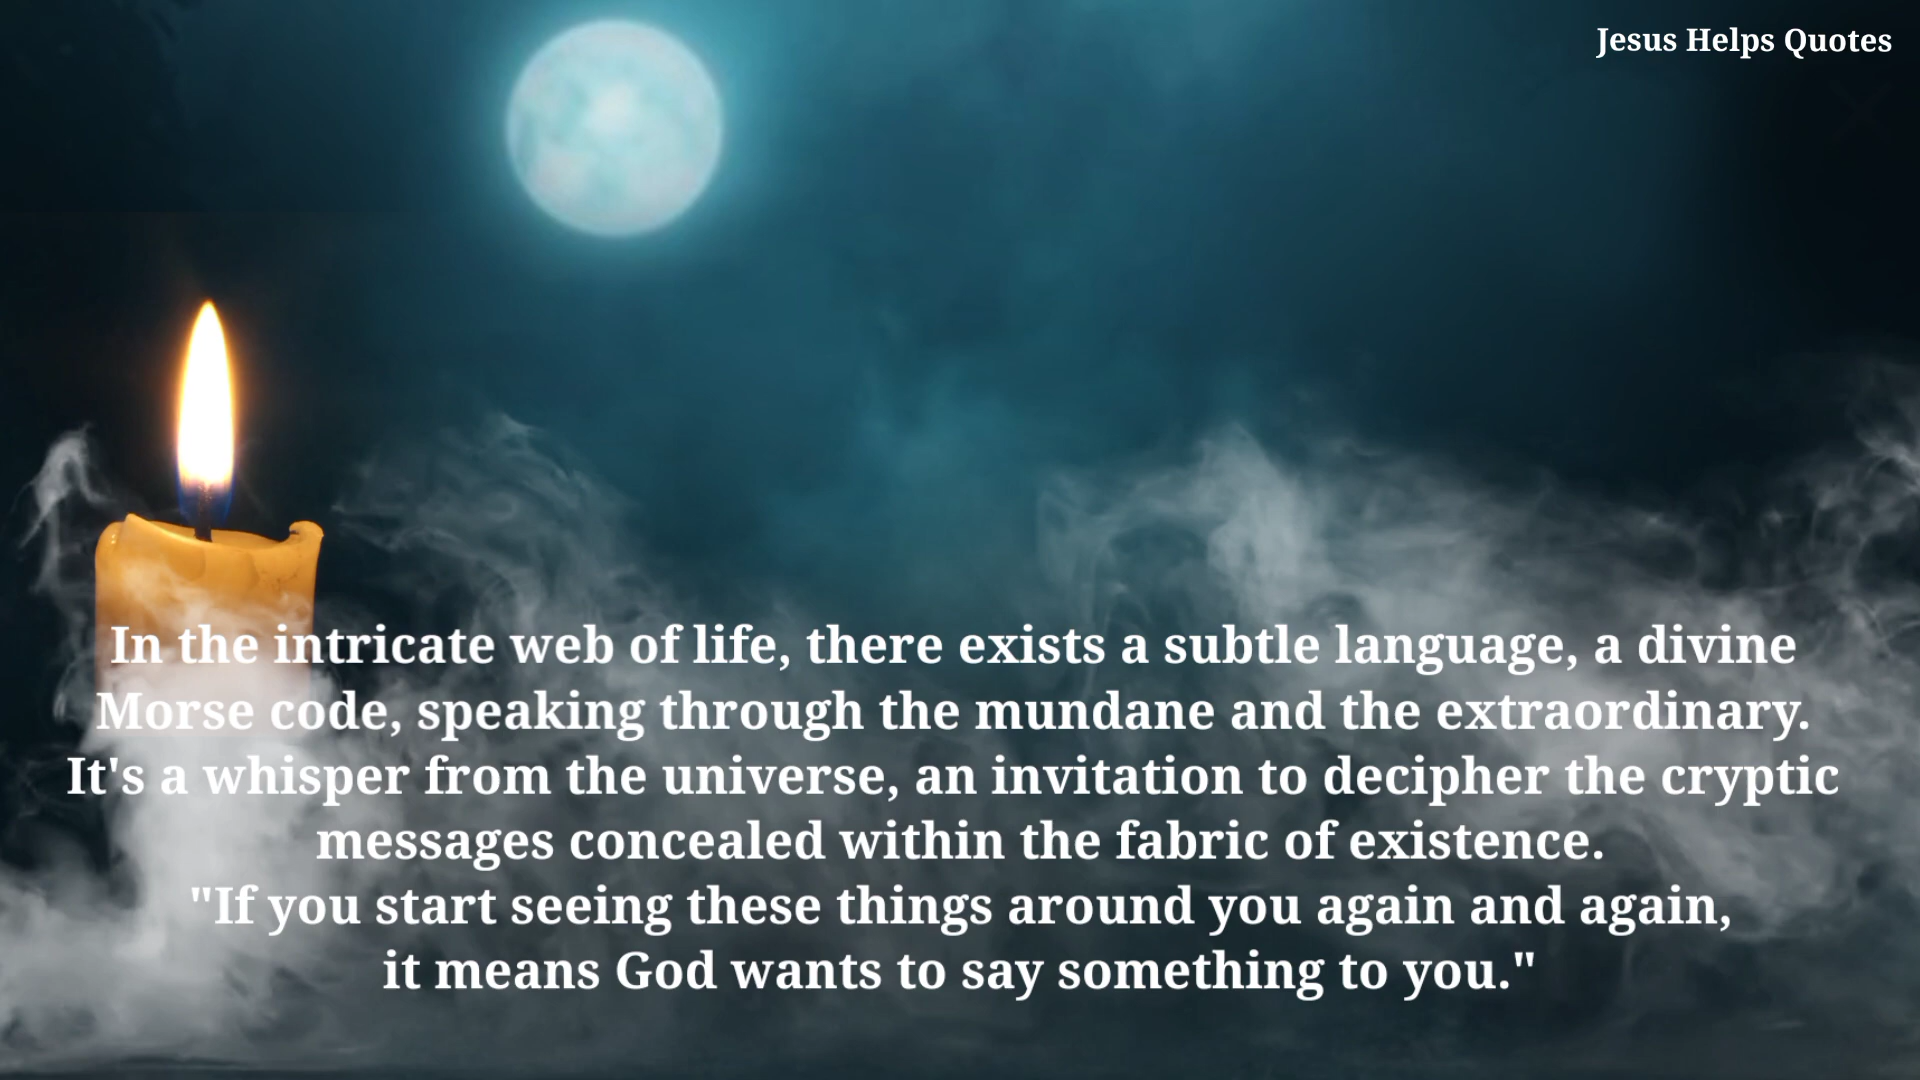 Jesus Helps Quotes
In the intricate web of life, there exists a subtle language, a divine
Morse code, speaking through the mundane and the extraordinary.
It's a whisper from the universe, an invitation to decipher the cryptic
messages concealed within the fabric of existence.
"If you start seeing these things around you again and again,
it means God wants to say something to you."